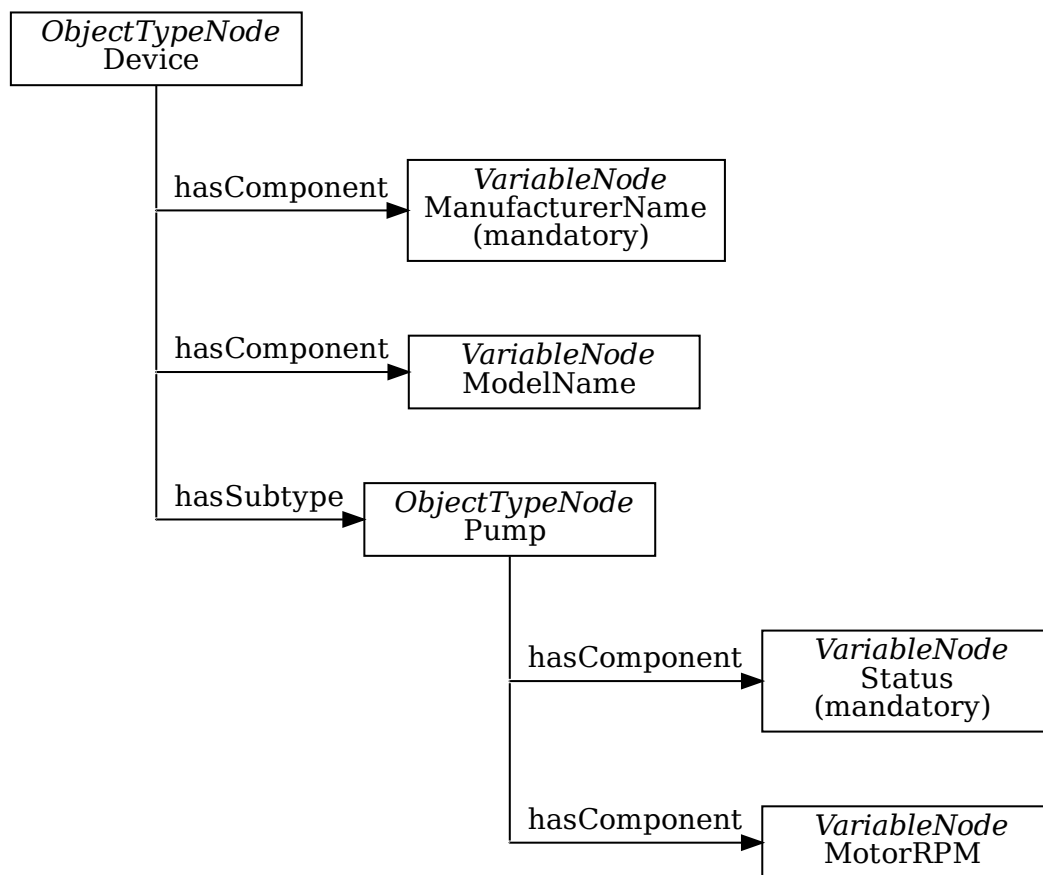 ObjectTypeNode
Device
hasComponent
VariableNode
ManufacturerName
(mandatory)
hasComponent
VariableNode
ModelName
hasSubtype
ObjectTypeNode
Pump
hasComponent
VariableNode
Status
(mandatory)
hasComponent
VariableNode
MotorRPM